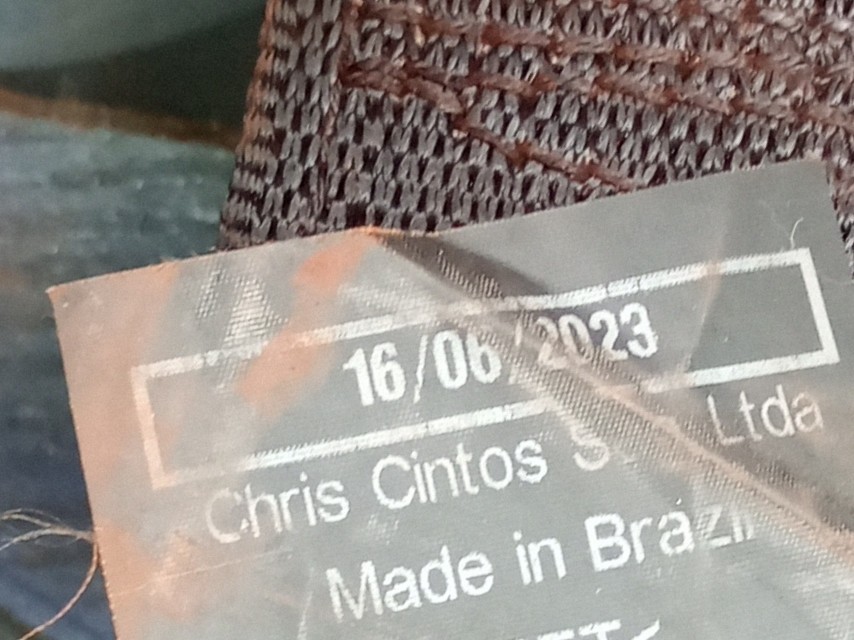 16/06/2023
Chris Cintos Ltda
Made in Brazil